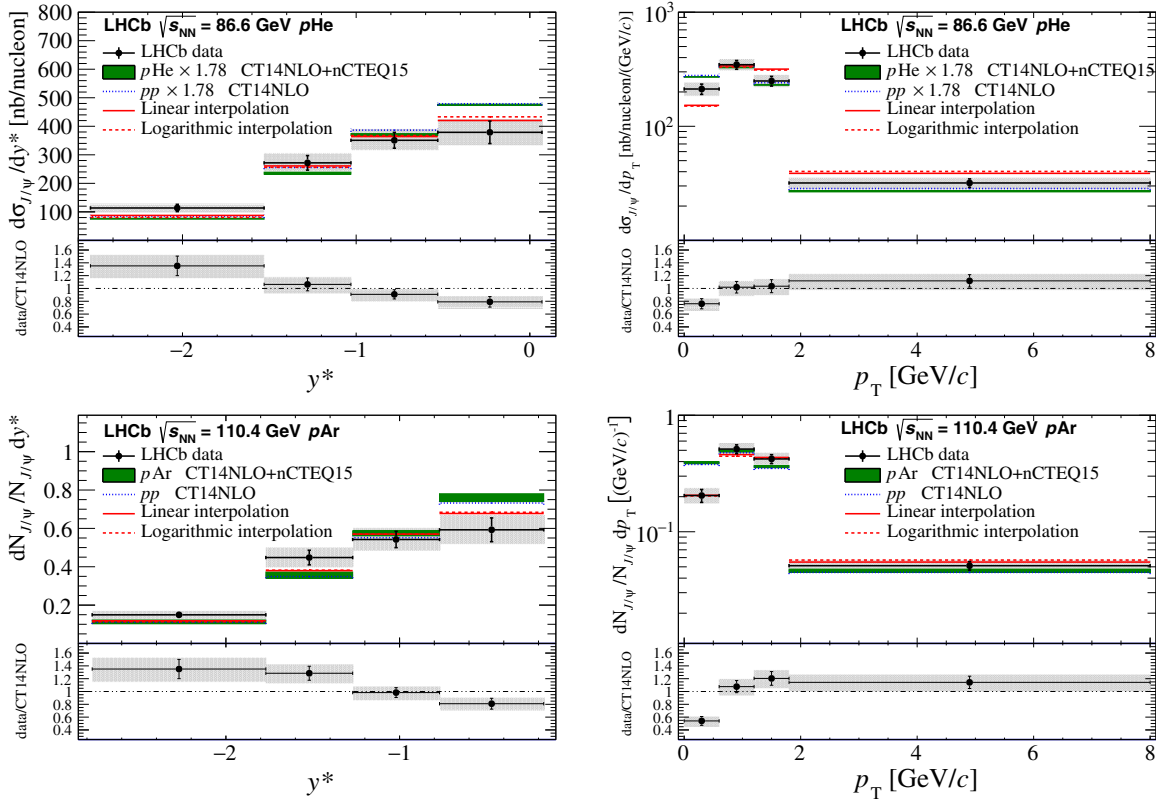 LHCb √sNN = 86.6 GeV pHe
LHCb data
pHe × 1.78 CT14NLO+nCTEQ15
pp × 1.78 CT14NLO
Linear interpolation
Logarithmic interpolation
dσJ/ψ/dy* [nb/nucleon]
800
700
600
500
400
300
200
100
data/CT14NLO
1.6
1.4
1.2
1
0.8
0.6
0.4
−2
−1
0
y*
LHCb √sNN = 86.6 GeV pHe
LHCb data
pHe × 1.78 CT14NLO+nCTEQ15
pp × 1.78 CT14NLO
Linear interpolation
Logarithmic interpolation
dσJ/ψ/dpT [nb/nucleon/(GeV/c)]
10³
10²
data/CT14NLO
1.6
1.4
1.2
1
0.8
0.6
0.4
0
2
4
6
8
pT [GeV/c]
LHCb √sNN = 110.4 GeV pAr
LHCb data
pAr CT14NLO+nCTEQ15
pp CT14NLO
Linear interpolation
Logarithmic interpolation
dNJ/ψ/NJ/ψ dy*
1
0.8
0.6
0.4
0.2
data/CT14NLO
1.6
1.4
1.2
1
0.8
0.6
0.4
−2
−1
y*
LHCb √sNN = 110.4 GeV pAr
LHCb data
pAr CT14NLO+nCTEQ15
pp CT14NLO
Linear interpolation
Logarithmic interpolation
dNJ/ψ/NJ/ψ dpT [(GeV/c)⁻¹]
1
10⁻¹
data/CT14NLO
1.6
1.4
1.2
1
0.8
0.6
0.4
0
2
4
6
8
pT [GeV/c]